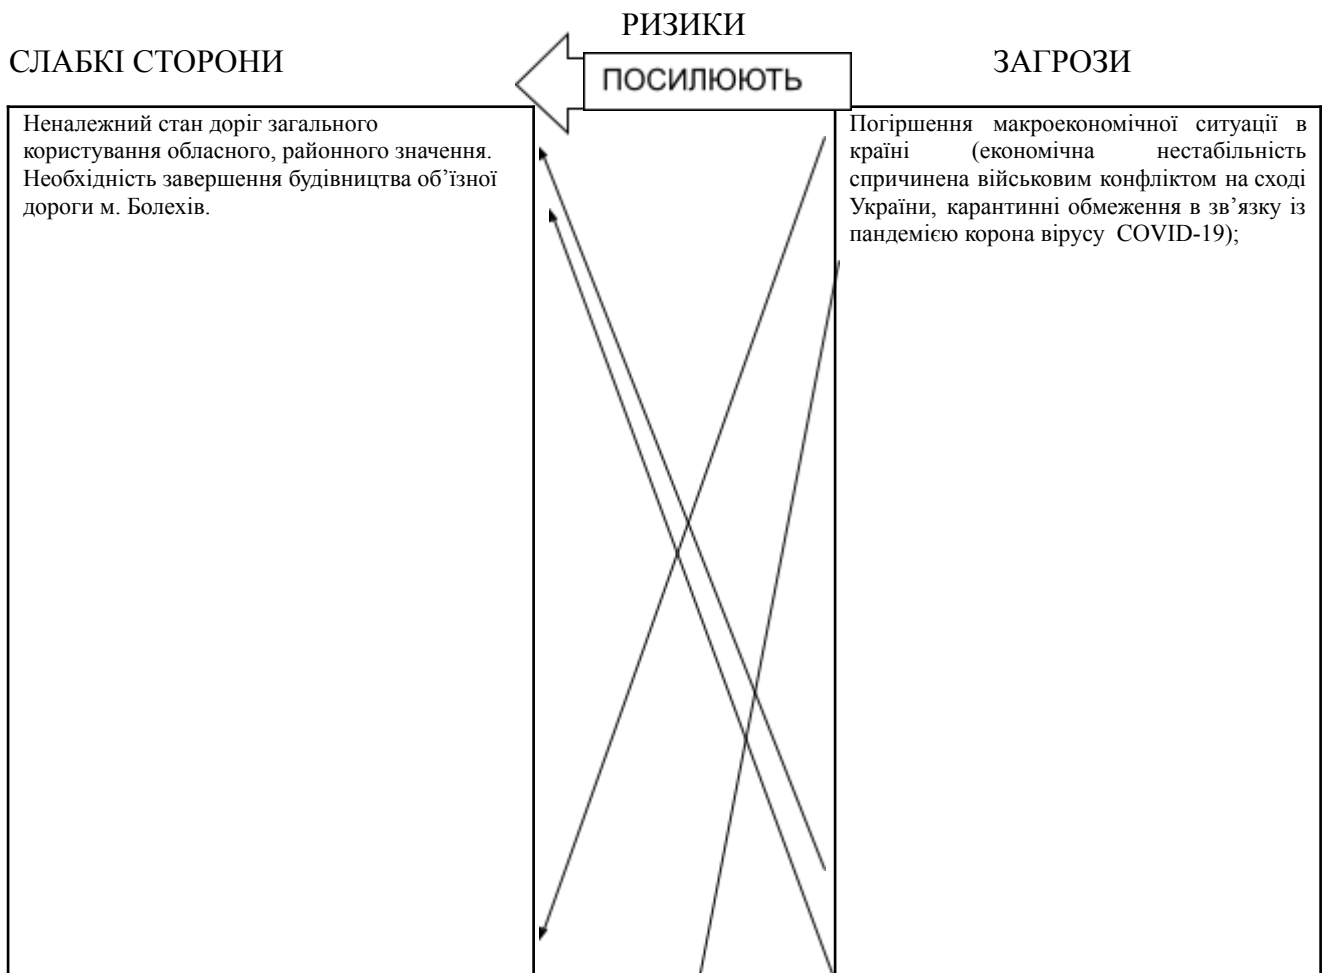 РИЗИКИ
СЛАБКІ СТОРОНИ
ПОСИЛЮЮТЬ
ЗАГРОЗИ
Неналежний стан доріг загального
користування обласного, районного значення.
Необхідність завершення будівництва об’їзної
дороги м. Болехів.
Погіршення макроекономічної ситуації в
країні (економічна нестабільність
спричинена військовим конфліктом на сході
України, карантинні обмеження в зв’язку із
пандемією корона вірусу COVID-19);